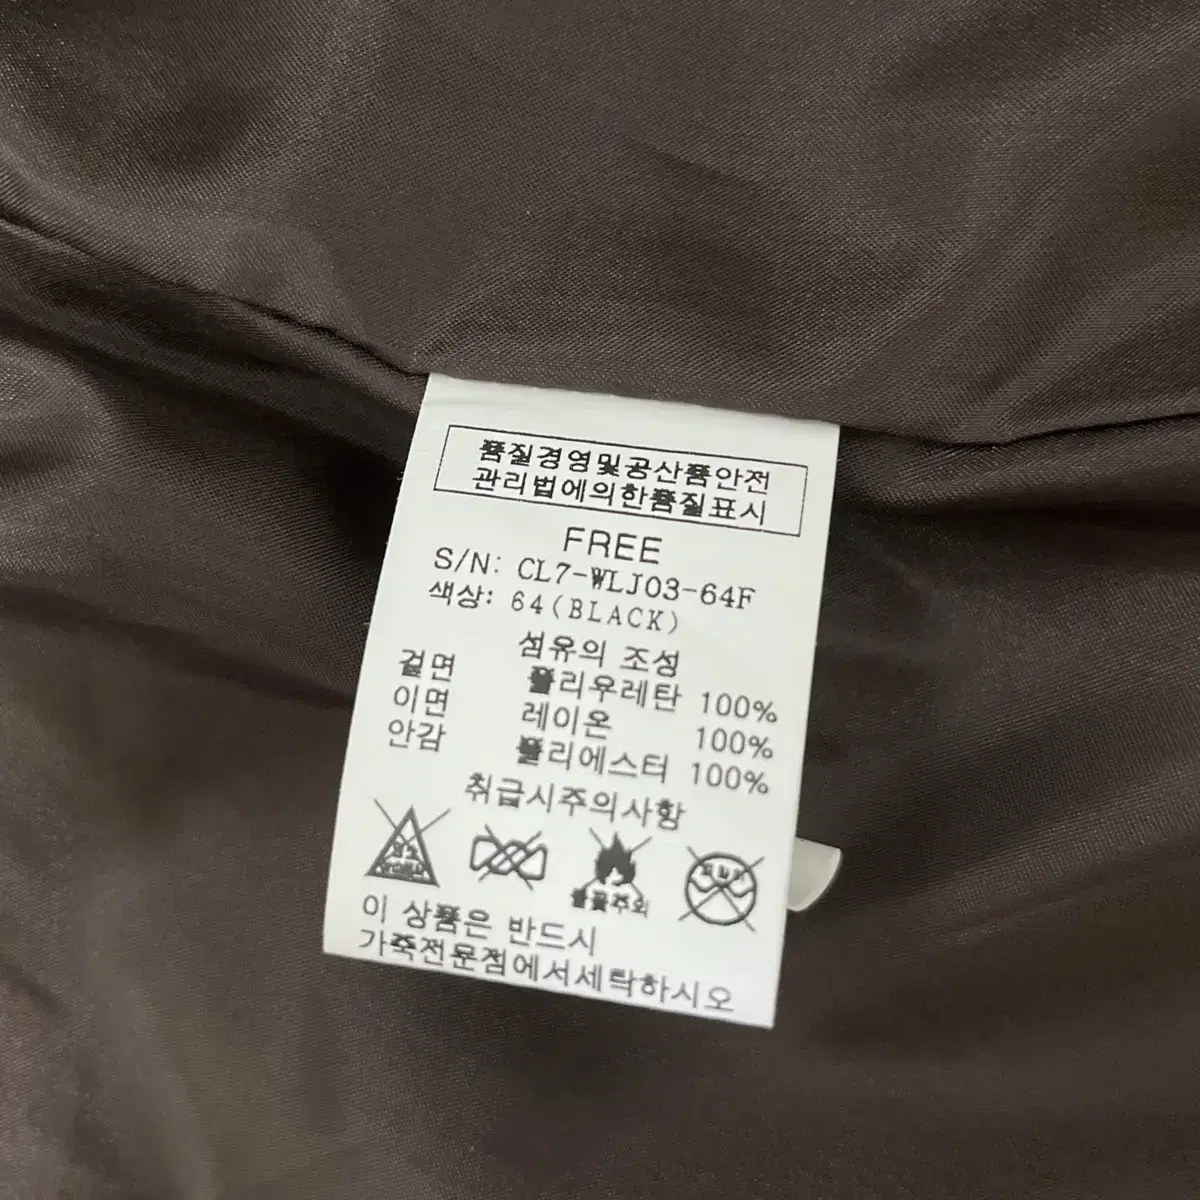 품질경영및공산품안전
관리법에의한품질표시
FREE
S/N: CL7-WLJ03-64F
색상: 64(BLACK)
섬유의 조성
겉면 폴리우레탄 100%
이면 레이온 100%
안감 폴리에스터 100%
취급시주의사항
불꽃주의
이 상품은 반드시
가죽전문점에서세탁하시오